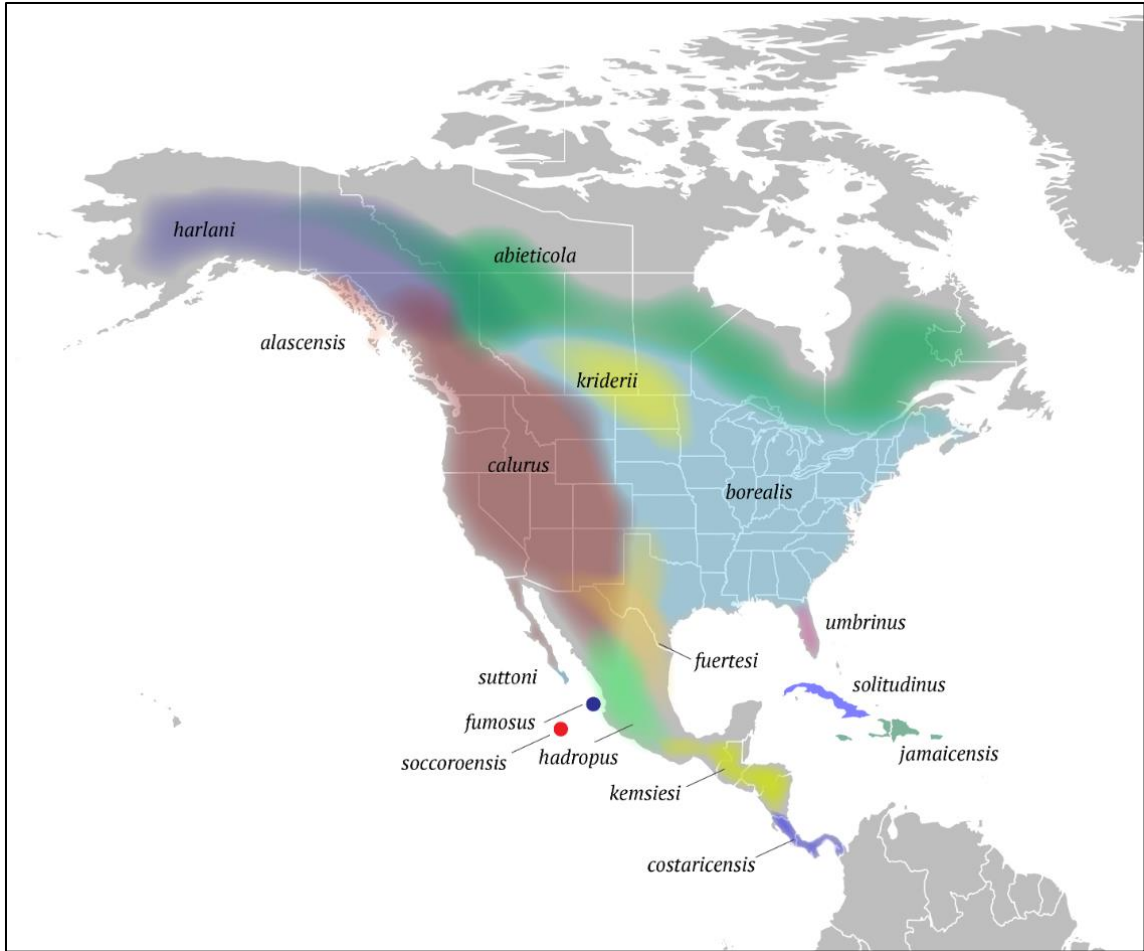 harlani
abieticola
alascensis
kriderii
calurus
borealis
umbrinus
fuertesi
suttoni
solitudinus
fumosus
jamaicensis
hadropus
soccoroensis
kemsiesi
costaricensis